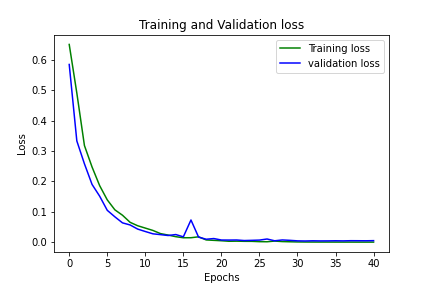 Training and Validation loss
Training loss
validation loss
Loss
0.6
0.5
0.4
0.3
0.2
0.1
0.0
0 5 10 15 20 25 30 35 40
Epochs